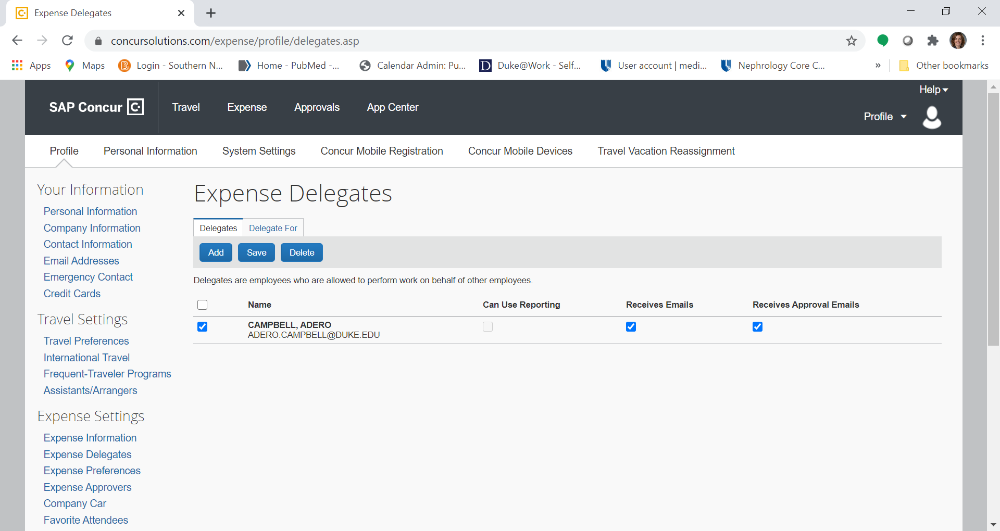 Expense Delegates
concursolutions.com/expense/profile/delegates.asp
Apps Maps Login - Southern N... Home - PubMed -... Calendar Admin: Pu... Duke@Work - Self... User account | medi... Nephrology Core C... » Other bookmarks
Help
SAP Concur Travel Expense Approvals App Center
Profile
Profile Personal Information System Settings Concur Mobile Registration Concur Mobile Devices Travel Vacation Reassignment
Your Information
Personal Information
Company Information
Contact Information
Email Addresses
Emergency Contact
Credit Cards
Travel Settings
Travel Preferences
International Travel
Frequent-Traveler Programs
Assistants/Arrangers
Expense Settings
Expense Information
Expense Delegates
Expense Preferences
Expense Approvers
Company Car
Favorite Attendees
Expense Delegates
Delegates Delegate For
Add Save Delete
Delegates are employees who are allowed to perform work on behalf of other employees.
Name Can Use Reporting Receives Emails Receives Approval Emails
CAMPBELL, ADERO
ADERO.CAMPBELL@DUKE.EDU